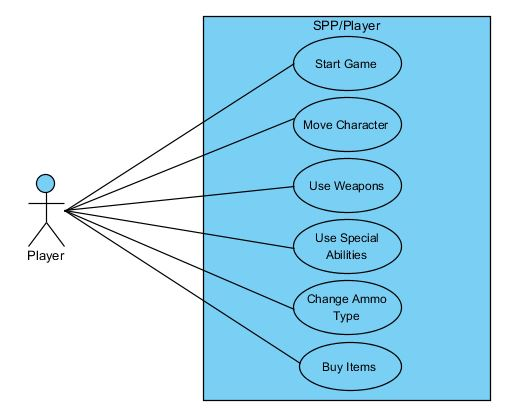 SPP/Player
Start Game
Move Character
Use Weapons
Use Special
Abilities
Change Ammo
Type
Buy Items
Player